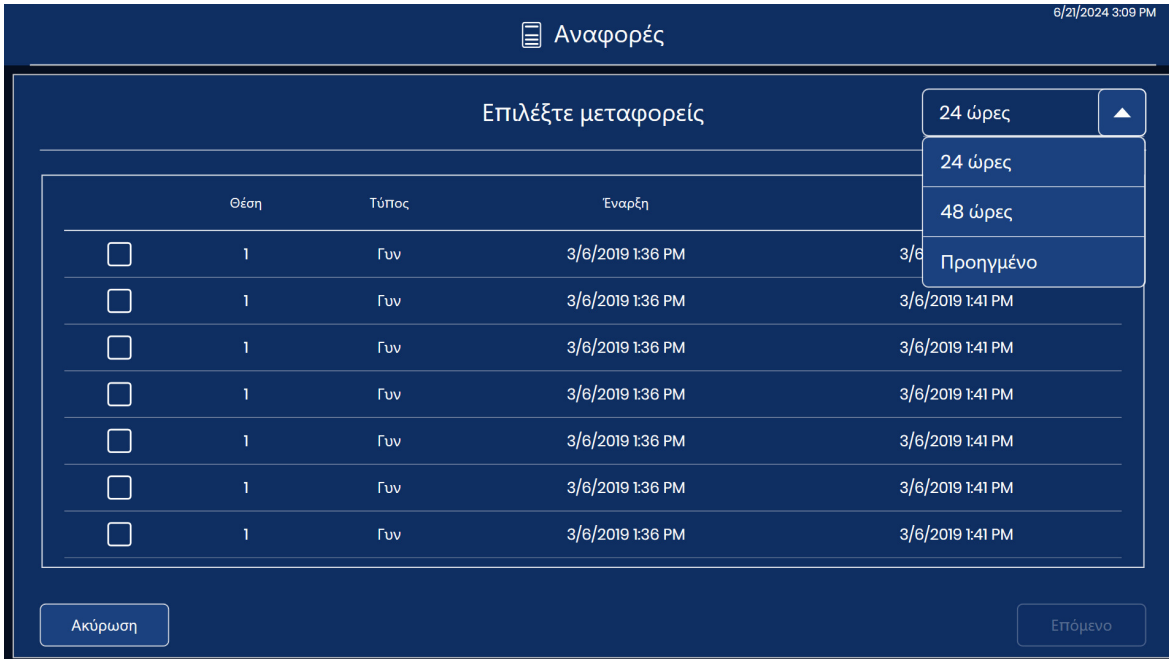 6/21/2024 3:09 PM
Αναφορές
Επιλέξτε μεταφορείς
24 ώρες
24 ώρες
48 ώρες
Προηγμένο
Θέση Τύπος Έναρξη
1 Γυν 3/6/2019 1:36 PM 3/6
1 Γυν 3/6/2019 1:36 PM 3/6/2019 1:41 PM
1 Γυν 3/6/2019 1:36 PM 3/6/2019 1:41 PM
1 Γυν 3/6/2019 1:36 PM 3/6/2019 1:41 PM
1 Γυν 3/6/2019 1:36 PM 3/6/2019 1:41 PM
1 Γυν 3/6/2019 1:36 PM 3/6/2019 1:41 PM
1 Γυν 3/6/2019 1:36 PM 3/6/2019 1:41 PM
Ακύρωση Επόμενο